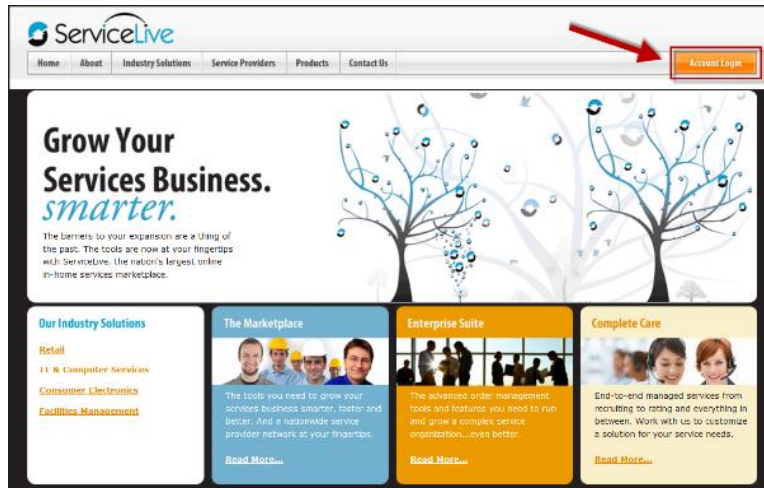 ServiceLive
Home About Industry Solutions Service Providers Products Contact Us
Account Login
Grow Your
Services Business.
smarter.
The barriers to your expansion are a thing of
the past. The tools are now at your fingertips
with ServiceLive, the nation's largest online
in-home services marketplace.
Our Industry Solutions
Retail
IT & Computer Services
Consumer Electronics
Facilities Management
The Marketplace
The tools you need to grow your
services business smarter, faster and
better. And a nationwide service
provider network at your fingertips.
Read More...
Enterprise Suite
The advanced order management
tools and features you need to run
and grow a complex service
organization...even better.
Read More...
Complete Care
End-to-end managed services from
recruiting to rating and everything in
between. Work with us to customize
a solution for your service needs.
Read More...